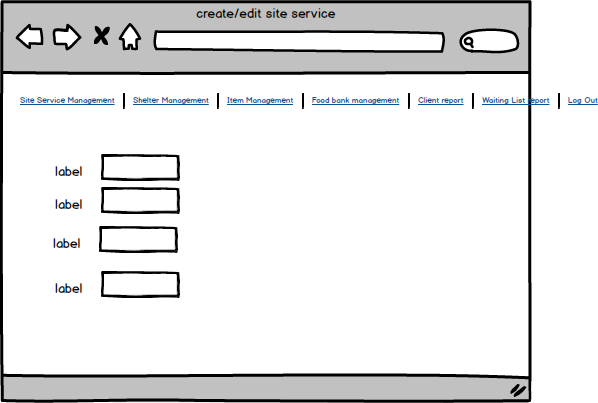 create/edit site service
Site Service Management | Shelter Management | Item Management | Food bank management | Client report | Waiting List report | Log Out
label
label
label
label